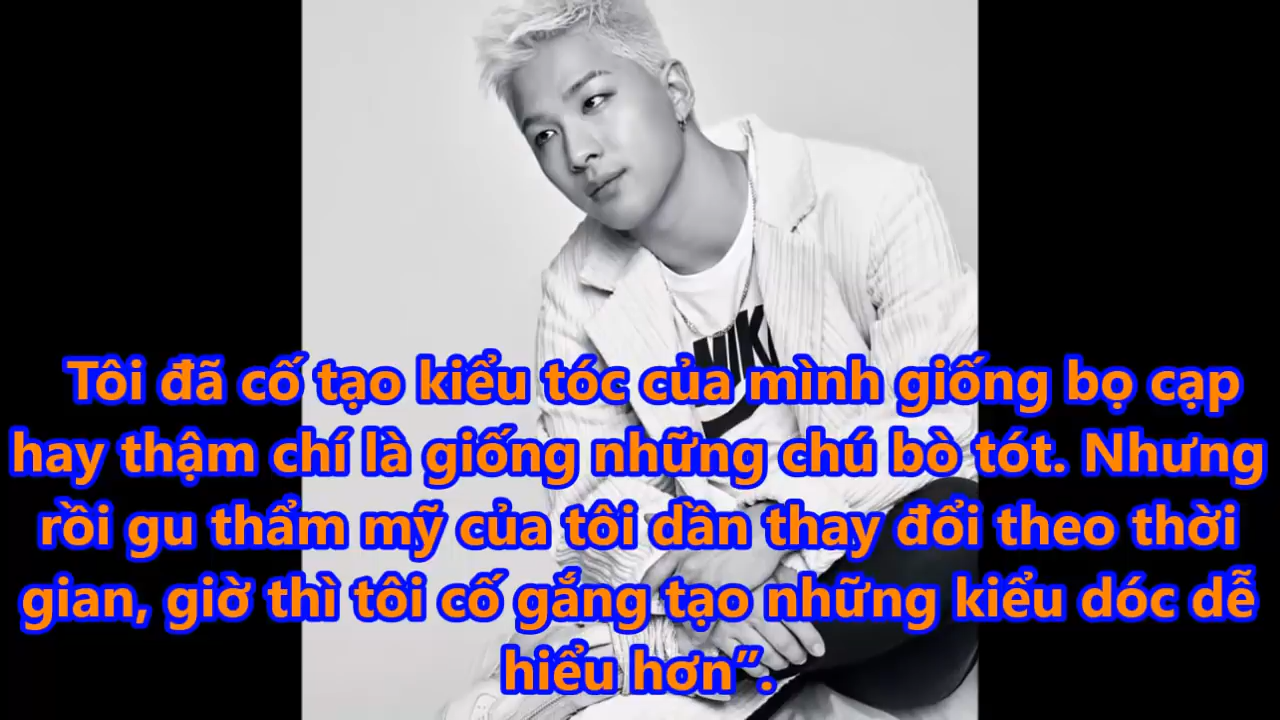 NIK
Tôi đã cố tạo kiểu tóc của mình giống bọ cạp
hay thậm chí là giống những chú bò tót. Nhưng
rồi gu thẩm mỹ của tôi dần thay đổi theo thời
gian, giờ thì tôi cố gắng tạo những kiểu dóc dễ
hiểu hơn”.